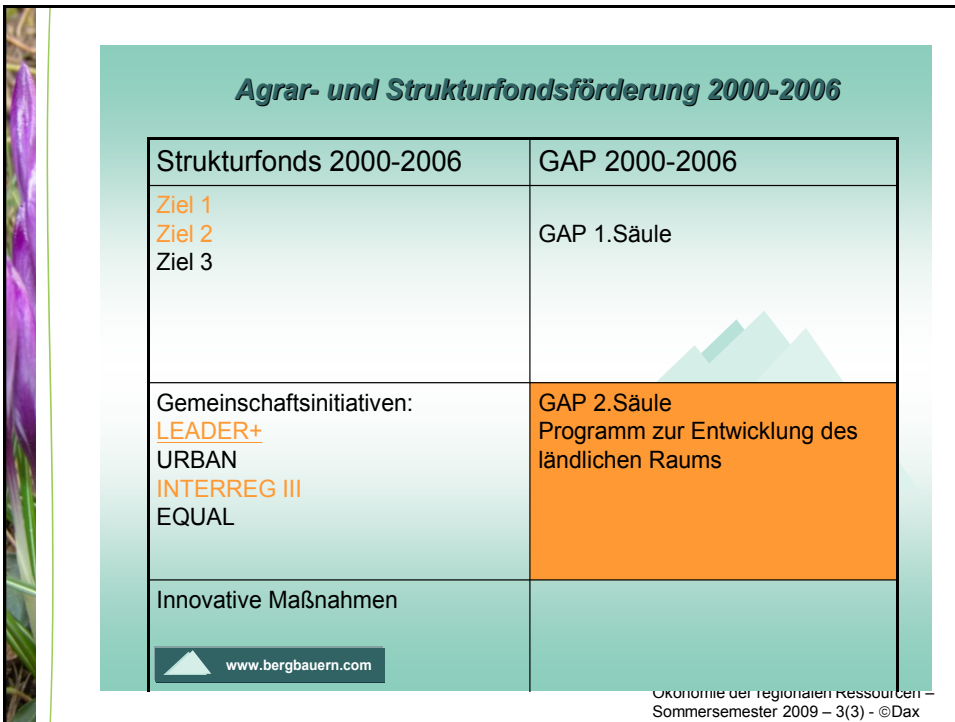 Agrar- und Strukturfondsförderung 2000-2006
Strukturfonds 2000-2006
GAP 2000-2006
Ziel 1
Ziel 2
Ziel 3
GAP 1.Säule
Gemeinschaftsinitiativen:
LEADER+
URBAN
INTERREG III
EQUAL
GAP 2.Säule
Programm zur Entwicklung des
ländlichen Raums
Innovative Maßnahmen
www.bergbauern.com
Ökonomie der regionalen Ressourcen –
Sommersemester 2009 – 3(3) - ©Dax